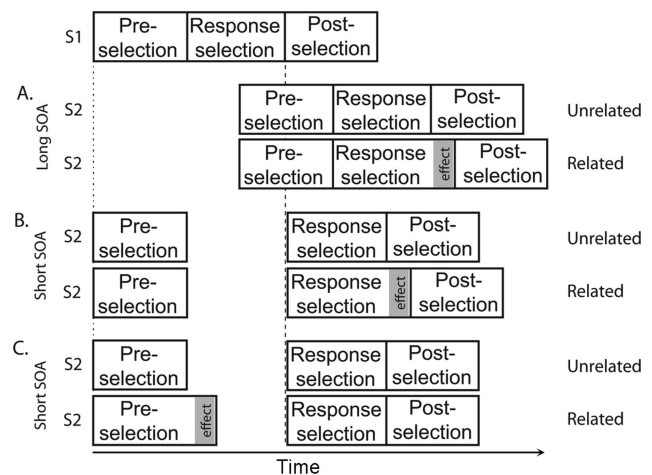 S1
Pre-
selection
Response
selection
Post-
selection
A.
Long SOA
S2
Pre-
selection
Response
selection
Post-
selection
Unrelated
S2
Pre-
selection
Response
selection
effect
Post-
selection
Related
B.
Short SOA
S2
Pre-
selection
Response
selection
Post-
selection
Unrelated
S2
Pre-
selection
Response
selection
effect
Post-
selection
Related
C.
Short SOA
S2
Pre-
selection
Response
selection
Post-
selection
Unrelated
S2
Pre-
selection
effect
Response
selection
Post-
selection
Related
Time